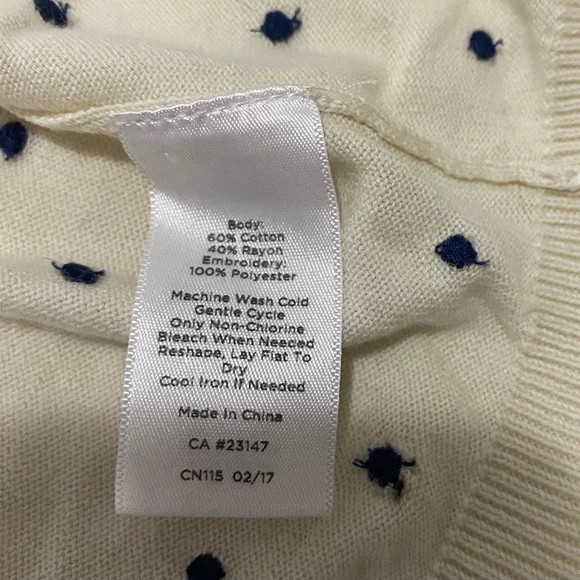 Body:
60% Cotton
40% Rayon
Embroidery:
100% Polyester
Machine Wash Cold
Gentle Cycle
Only Non-Chlorine
Bleach When Needed
Reshape, Lay Flat To
Dry
Cool Iron If Needed
Made In China
CA #23147
CN115 02/17